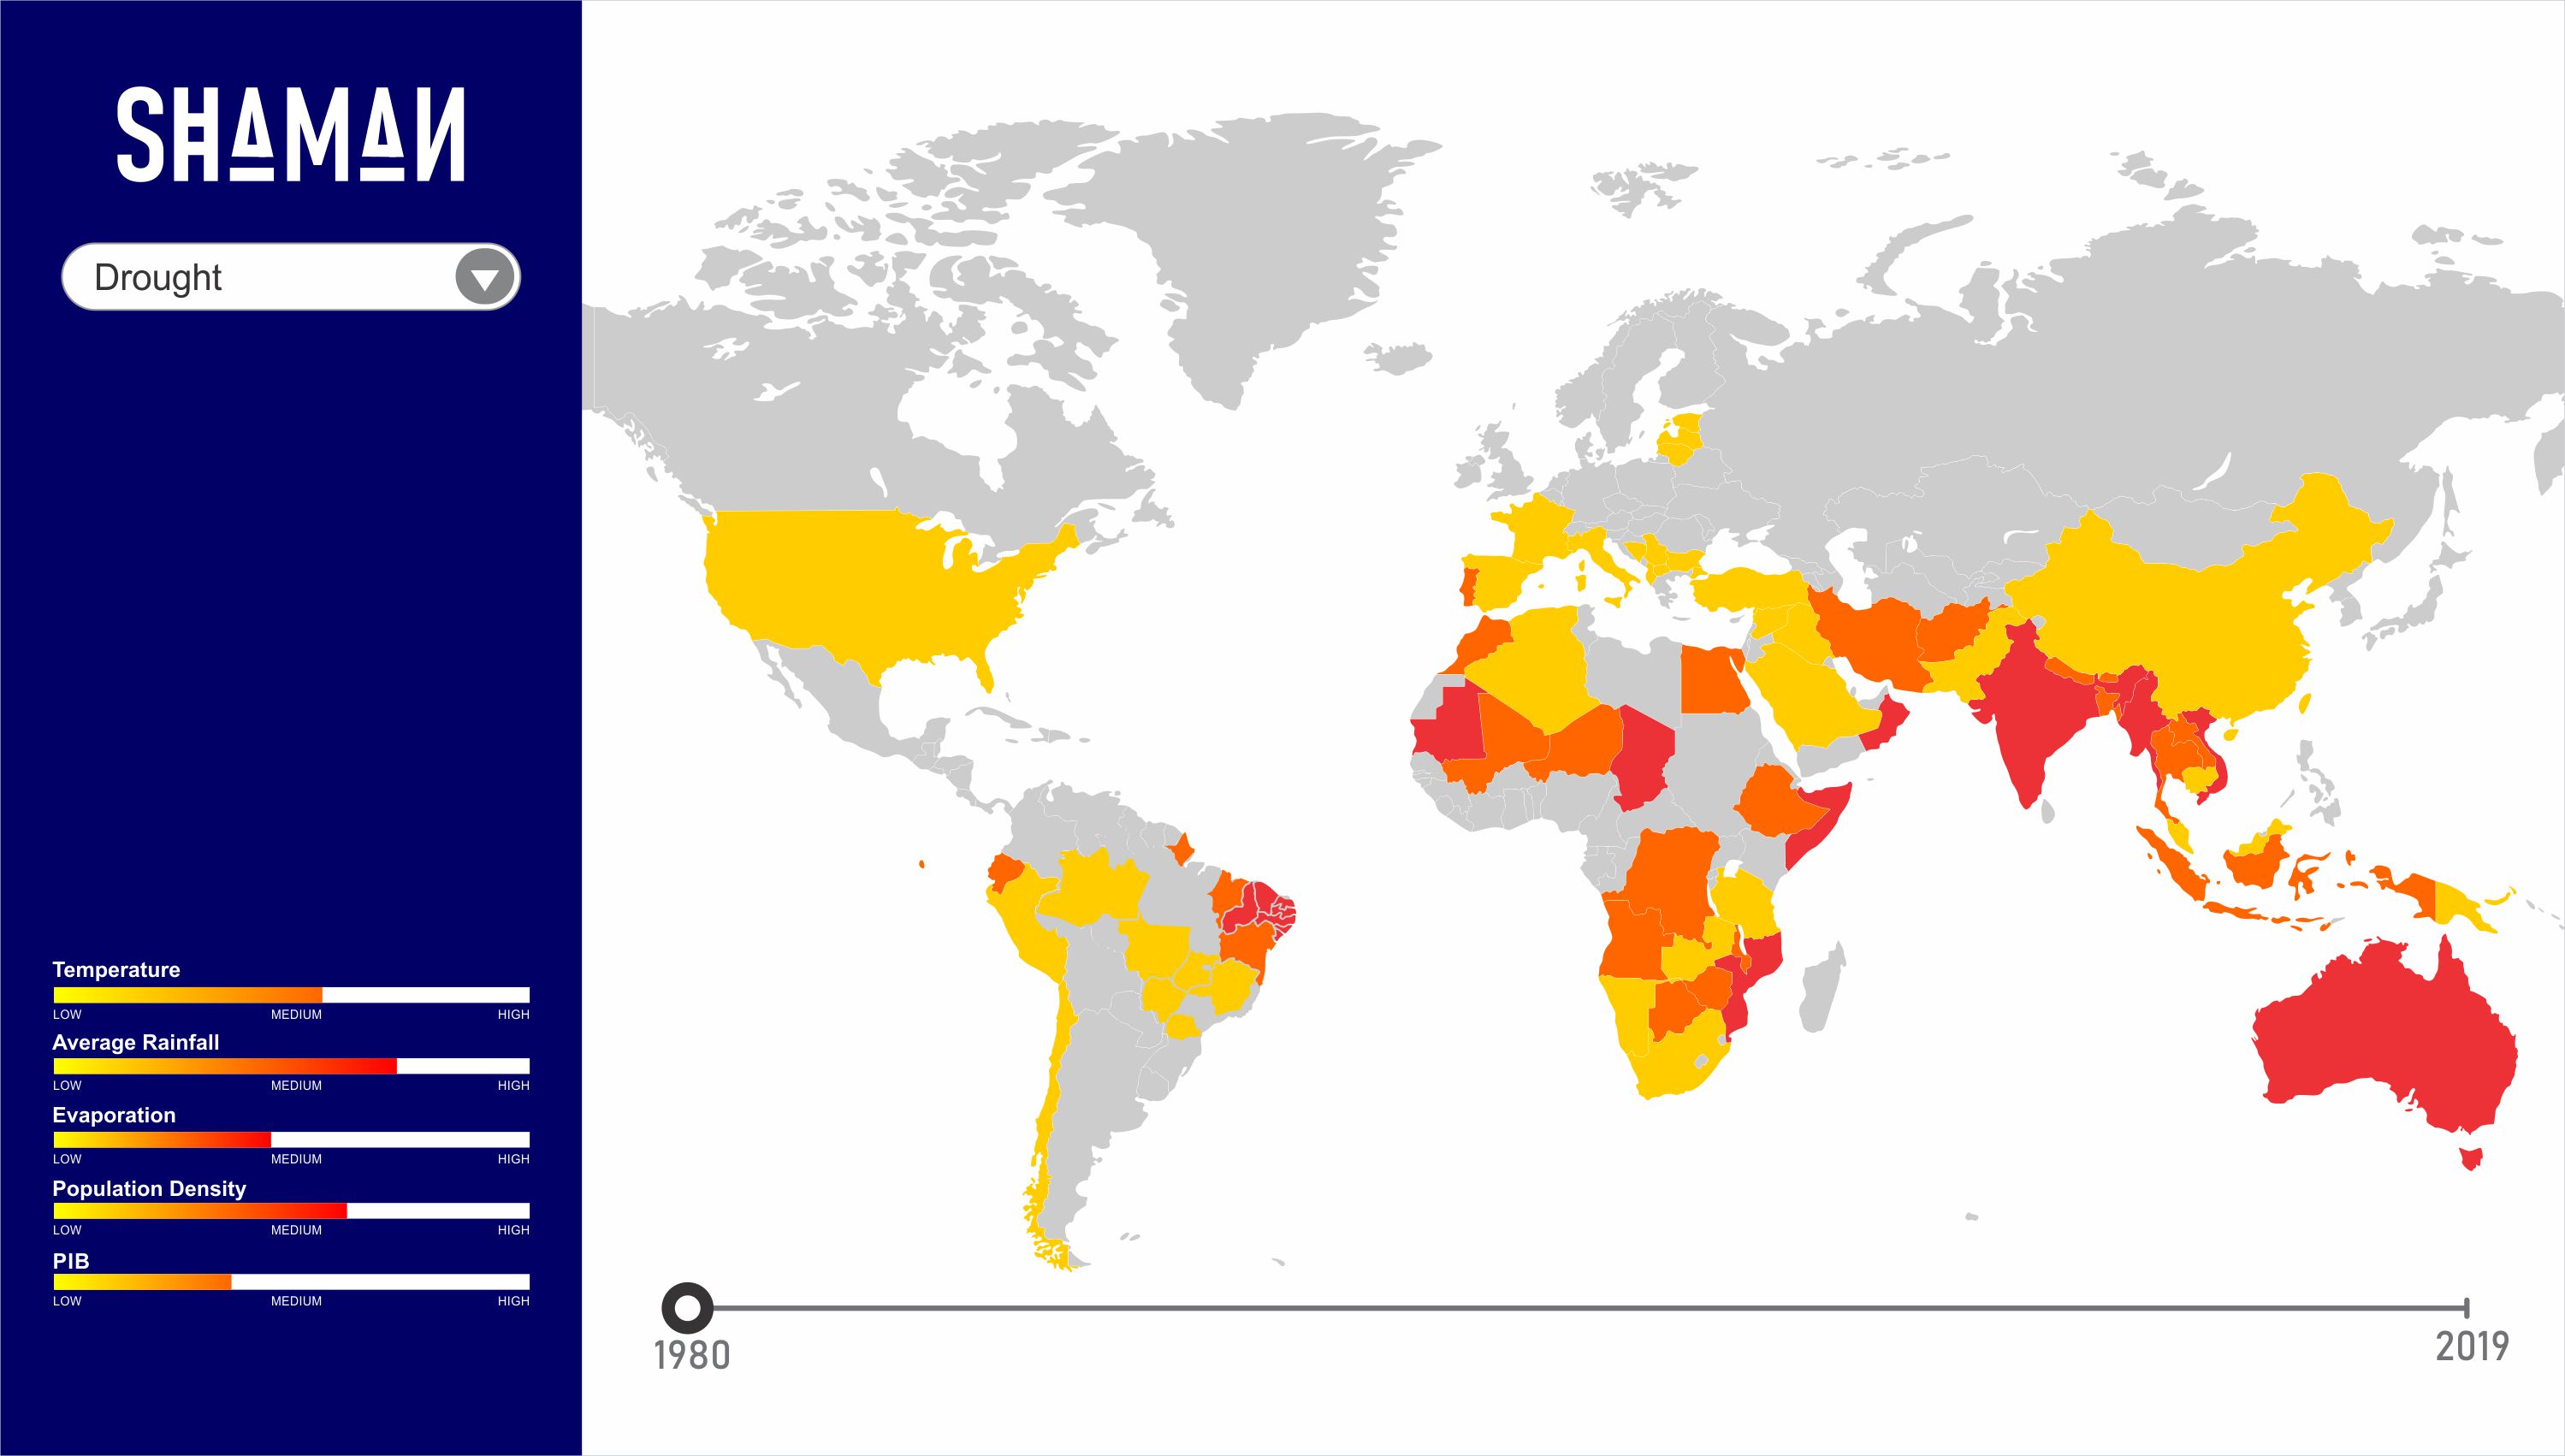 SHAMAN
Drought
Temperature
LOW MEDIUM HIGH
Average Rainfall
LOW MEDIUM HIGH
Evaporation
LOW MEDIUM HIGH
Population Density
LOW MEDIUM HIGH
PIB
LOW MEDIUM HIGH
1980
2019